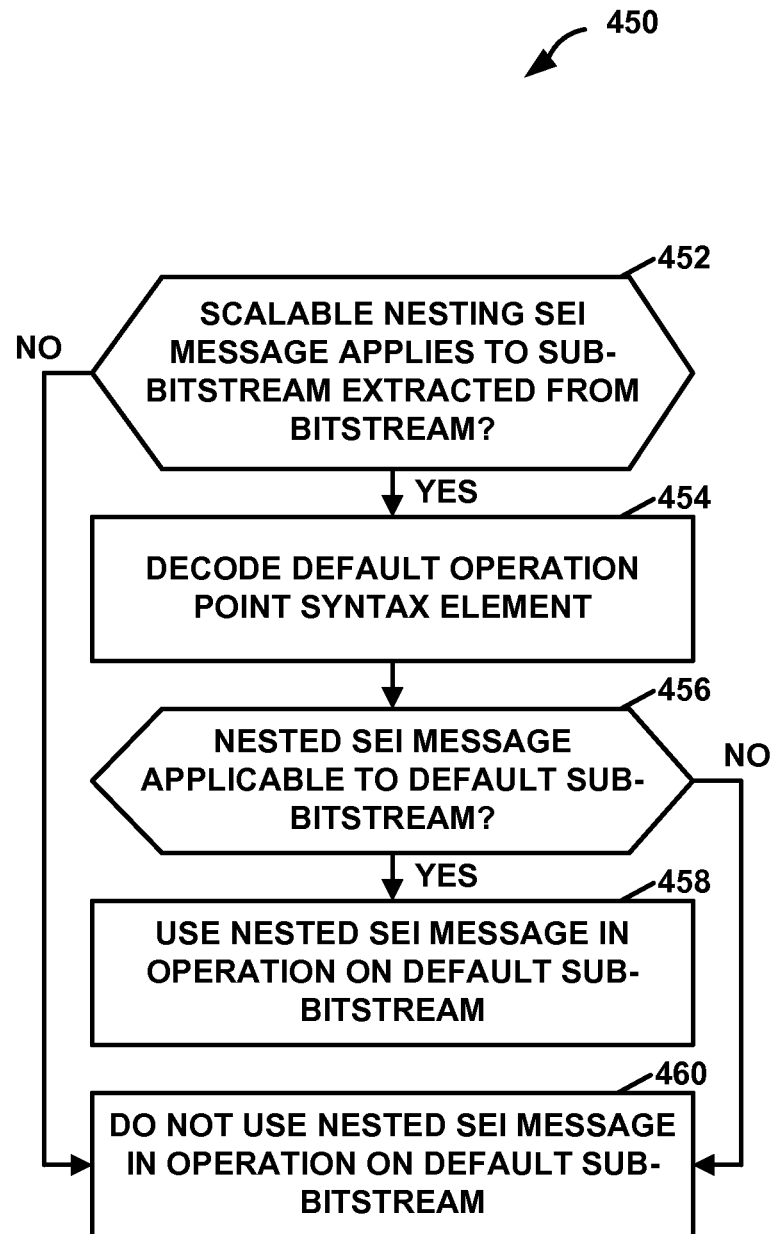 450
452
SCALABLE NESTING SEI
MESSAGE APPLIES TO SUB-
BITSTREAM EXTRACTED FROM
BITSTREAM?
NO
YES
454
DECODE DEFAULT OPERATION
POINT SYNTAX ELEMENT
456
NESTED SEI MESSAGE
APPLICABLE TO DEFAULT SUB-
BITSTREAM?
NO
YES
458
USE NESTED SEI MESSAGE IN
OPERATION ON DEFAULT SUB-
BITSTREAM
460
DO NOT USE NESTED SEI MESSAGE
IN OPERATION ON DEFAULT SUB-
BITSTREAM